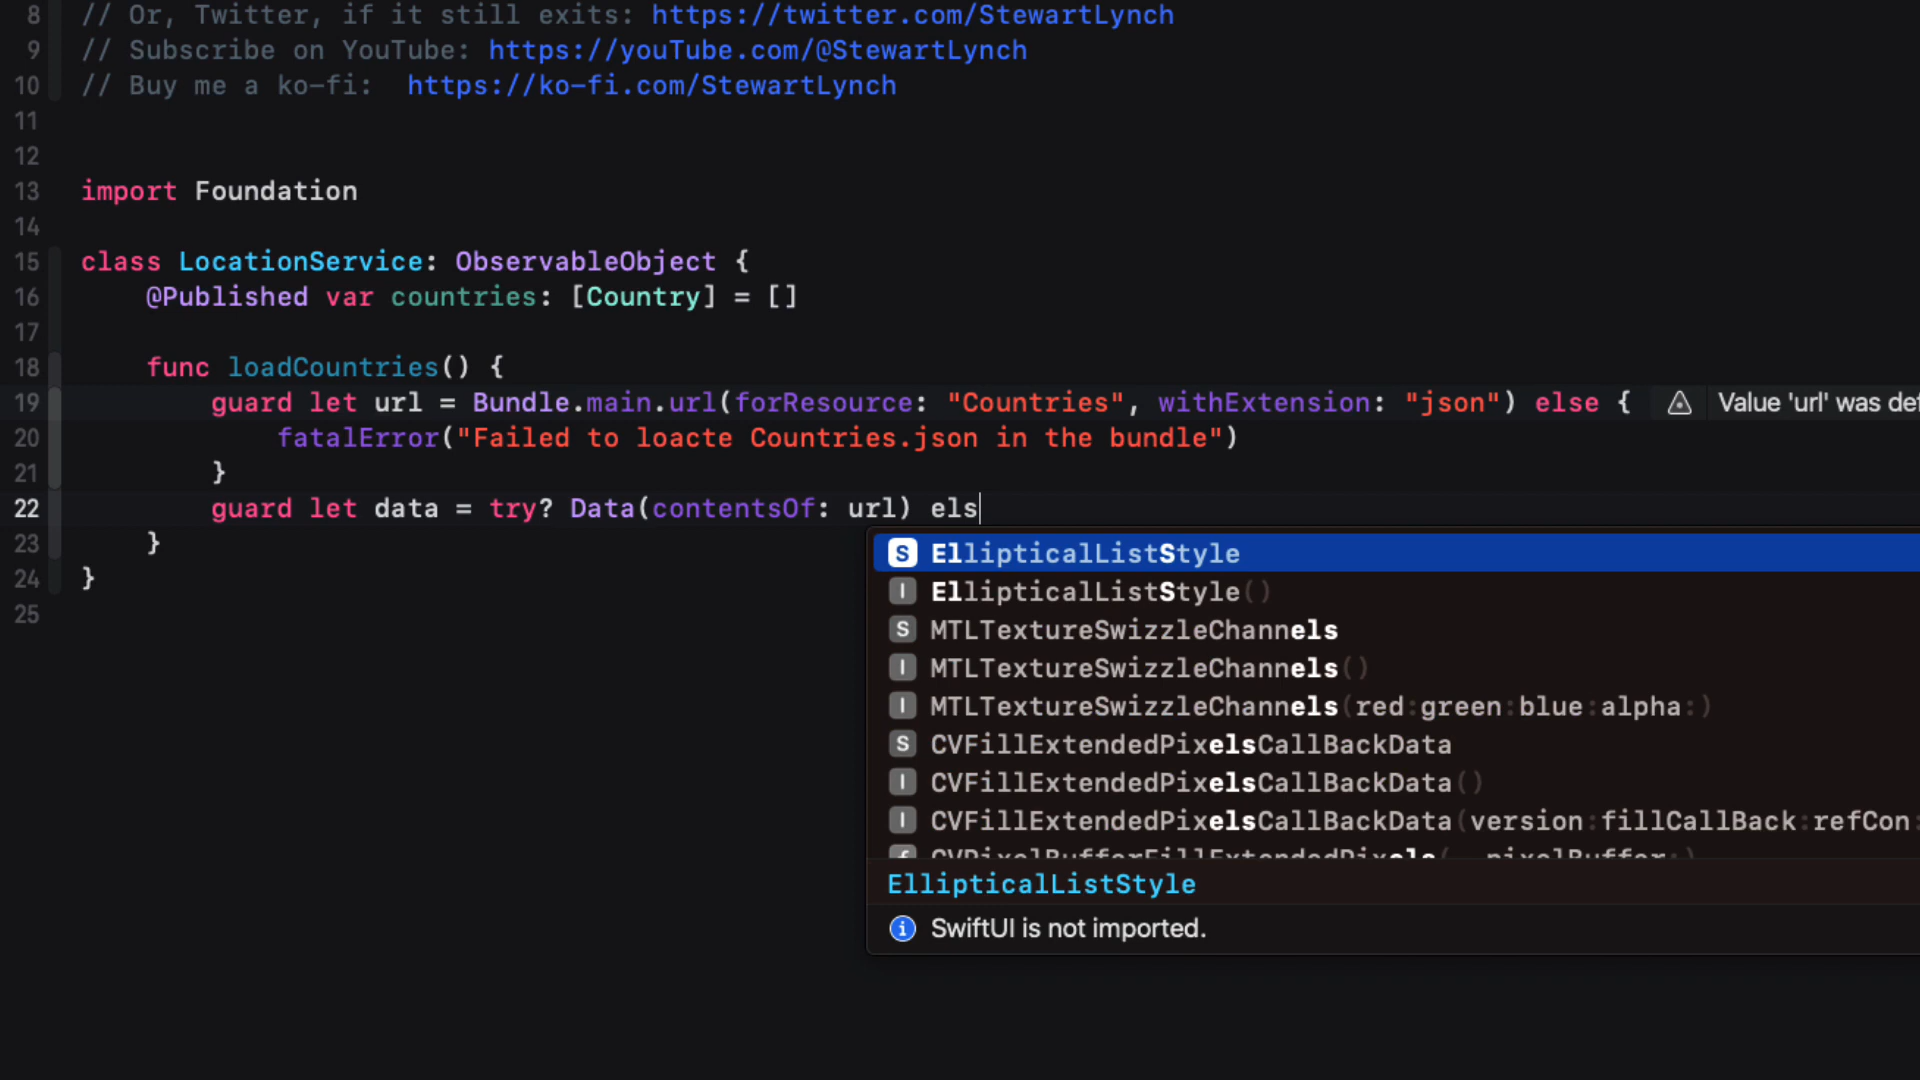 8 // Or, Twitter, if it still exits: https://twitter.com/StewartLynch
9 // Subscribe on YouTube: https://youTube.com/@StewartLynch
10 // Buy me a ko-fi:  https://ko-fi.com/StewartLynch
11
12
13 import Foundation
14
15 class LocationService: ObservableObject {
16 @Published var countries: [Country] = []
17
18 func loadCountries() {
19 guard let url = Bundle.main.url(forResource: "Countries", withExtension: "json") else { Value 'url' was def
20 fatalError("Failed to loacte Countries.json in the bundle")
21 }
22 guard let data = try? Data(contentsOf: url) els
23 }
24 }
25
S EllipticalListStyle
I EllipticalListStyle()
S MTLTextureSwizzleChannels
I MTLTextureSwizzleChannels()
I MTLTextureSwizzleChannels(red:green:blue:alpha:)
S CVFillExtendedPixelsCallBackData
I CVFillExtendedPixelsCallBackData()
I CVFillExtendedPixelsCallBackData(version:fillCallBack:refCon:
f CVPixelBufferFillExtendedPixels(_ pixelBuffer:)
EllipticalListStyle
SwiftUI is not imported.